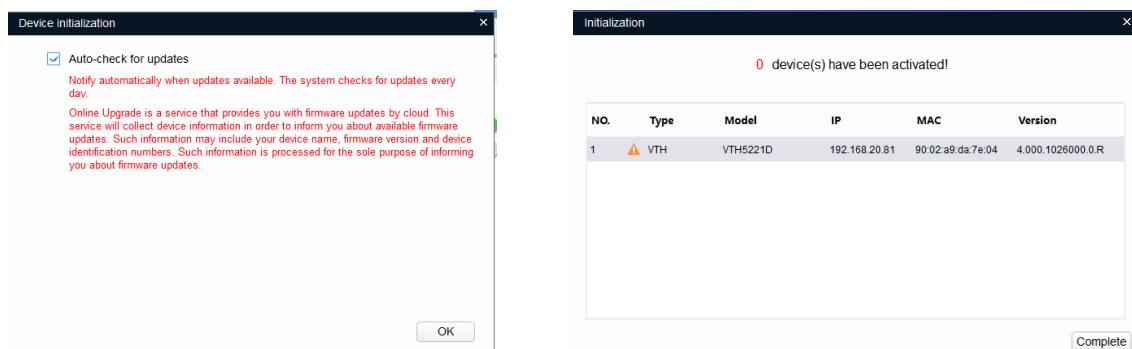 Device initialization
Auto-check for updates
Notify automatically when updates available. The system checks for updates every
day.
Online Upgrade is a service that provides you with firmware updates by cloud. This
service will collect device information in order to inform you about available firmware
updates. Such information may include your device name, firmware version and device
identification numbers. Such information is processed for the sole purpose of informing
you about firmware updates.
OK
Initialization
0 device(s) have been activated!
NO. Type Model IP MAC Version
1 VTH VTH5221D 192.168.20.81 90:02:a9:da:7e:04 4.000.1026000.0.R
Complete